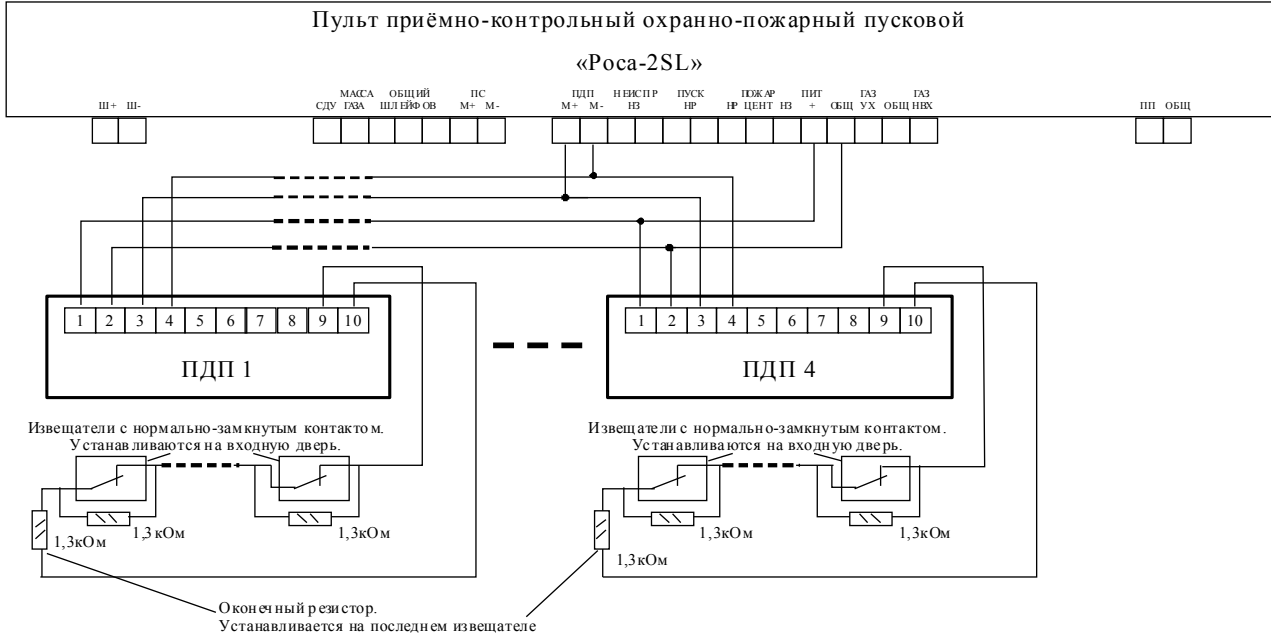 Пульт приёмно-контрольный охранно-пожарный пусковой
«Роса-2SL»
Ш+ Ш-
СДУ
МАССА
ГАЗА
ОБЩИЙ
ШЛЕЙФОВ
ПС
М+ М-
ПДП
М+ М-
НЕИСПР
НЗ
ПУСК
НР
ПОЖАР
НР ЦЕНТ НЗ
ПИТ
+
ОБЩ
ГАЗ
УХ
ОБЩ
ГАЗ
НВХ
ПП ОБЩ
1 2 3 4 5 6 7 8 9 10
ПДП 1
1 2 3 4 5 6 7 8 9 10
ПДП 4
Извещатели с нормально-замкнутым контактом.
Устанавливаются на входную дверь.
Извещатели с нормально-замкнутым контактом.
Устанавливаются на входную дверь.
1,3кОм
1,3кОм
1,3кОм
1,3кОм
1,3кОм
1,3кОм
Оконечный резистор.
Устанавливается на последнем извещателе